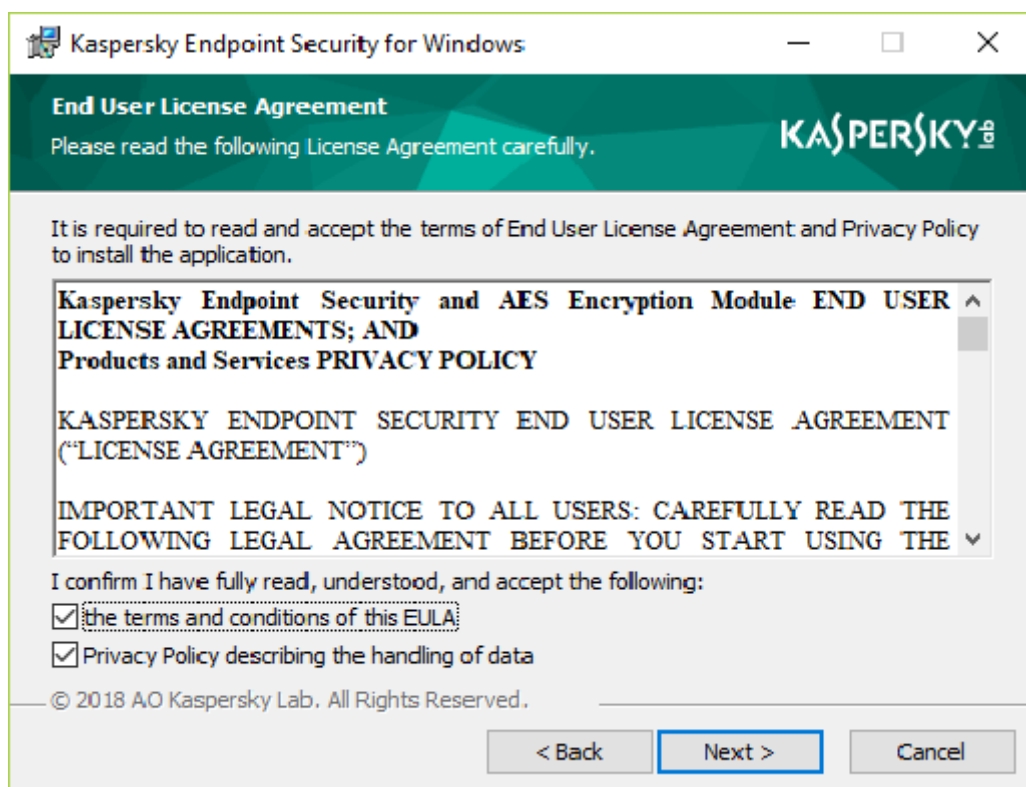 Kaspersky Endpoint Security for Windows
End User License Agreement
Please read the following License Agreement carefully.
KASPERSKY lab
It is required to read and accept the terms of End User License Agreement and Privacy Policy
to install the application.
Kaspersky Endpoint Security and AES Encryption Module END USER
LICENSE AGREEMENTS; AND
Products and Services PRIVACY POLICY
KASPERSKY ENDPOINT SECURITY END USER LICENSE AGREEMENT
(“LICENSE AGREEMENT”)
IMPORTANT LEGAL NOTICE TO ALL USERS: CAREFULLY READ THE
FOLLOWING LEGAL AGREEMENT BEFORE YOU START USING THE
I confirm I have fully read, understood, and accept the following:
the terms and conditions of this EULA
Privacy Policy describing the handling of data
© 2018 AO Kaspersky Lab. All Rights Reserved.
< Back Next > Cancel